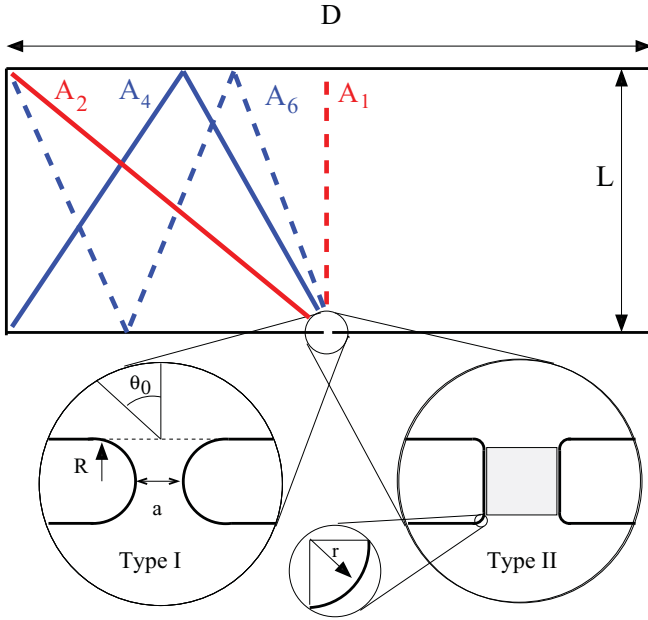 D
A₂ A₄ A₆ A₁
L
θ₀
R
a
Type I
r
Type II